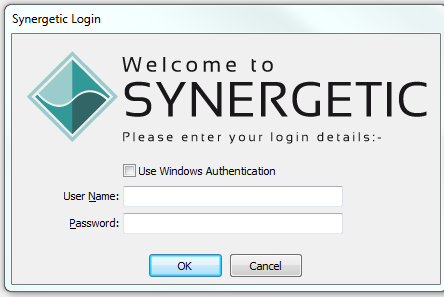 Synergetic Login
Welcome to
SYNERGETIC
Please enter your login details:-
Use Windows Authentication
User Name:
Password:
OK Cancel